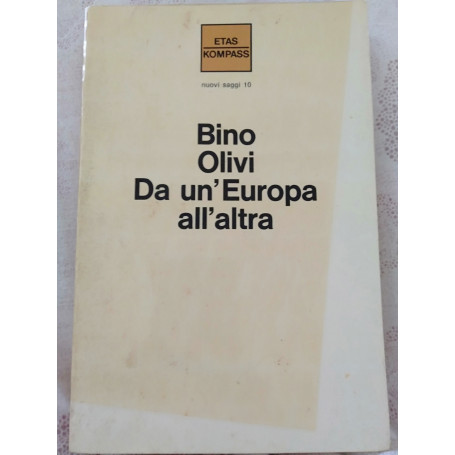 ETAS
KOMPASS
nuovi saggi 10
Bino
Olivi
Da un'Europa
all'altra